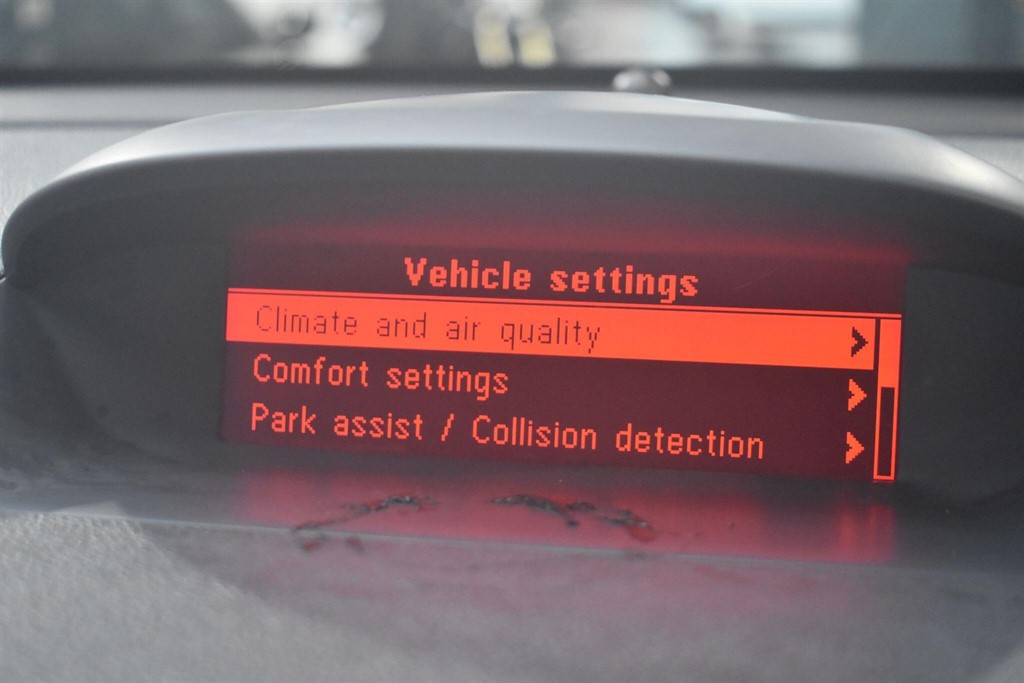 Vehicle settings
Climate and air quality
Comfort settings
Park assist / Collision detection